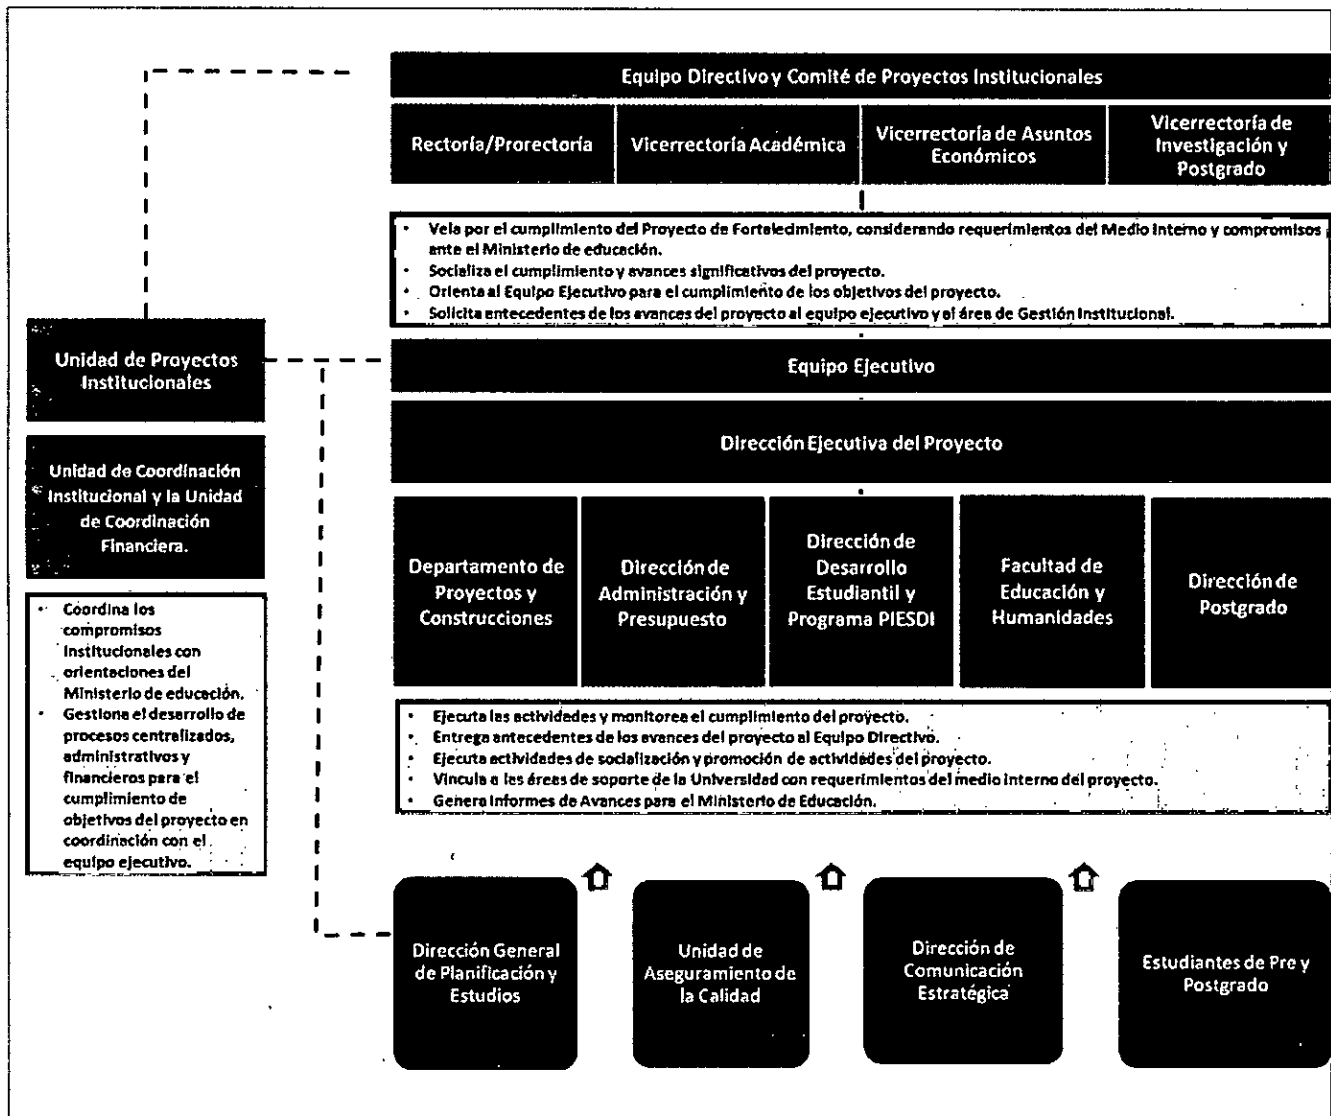 Equipo Directivo y Comité de Proyectos Institucionales
Rectoría/Prorectoría
Vicerrectoría Académica
Vicerrectoría de Asuntos
Económicos
Vicerrectoría de
Investigación y
Postgrado
• Vela por el cumplimiento del Proyecto de Fortalecimiento, considerando requerimientos del Medio Interno y compromisos
ante el Ministerio de educación.
• Socializa el cumplimiento y avances significativos del proyecto.
• Orienta al Equipo Ejecutivo para el cumplimiento de los objetivos del proyecto.
• Solicita antecedentes de los avances del proyecto al equipo ejecutivo y al área de Gestión Institucional.
Unidad de Proyectos
Institucionales
Unidad de Coordinación
Institucional y la Unidad
de Coordinación
Financiera.
• Coordina los
compromisos
Institucionales con
orientaciones del
Ministerio de educación.
• Gestiona el desarrollo de
procesos centralizados,
administrativos y
financieros para el
cumplimiento de
objetivos del proyecto en
coordinación con el
equipo ejecutivo.
Equipo Ejecutivo
Dirección Ejecutiva del Proyecto
Departamento de
Proyectos y
Construcciones
Dirección de
Administración y
Presupuesto
Dirección de
Desarrollo
Estudiantil y
Programa PIESDI
Facultad de
Educación y
Humanidades
Dirección de
Postgrado
• Ejecuta las actividades y monitorea el cumplimiento del proyecto.
• Entrega antecedentes de los avances del proyecto al Equipo Directivo.
• Ejecuta actividades de socialización y promoción de actividades del proyecto.
• Vincula a las áreas de soporte de la Universidad con requerimientos del medio interno del proyecto.
• Genera Informes de Avances para el Ministerio de Educación.
Dirección General
de Planificación y
Estudios
Unidad de
Aseguramiento de
la Calidad
Dirección de
Comunicación
Estratégica
Estudiantes de Pre y
Postgrado